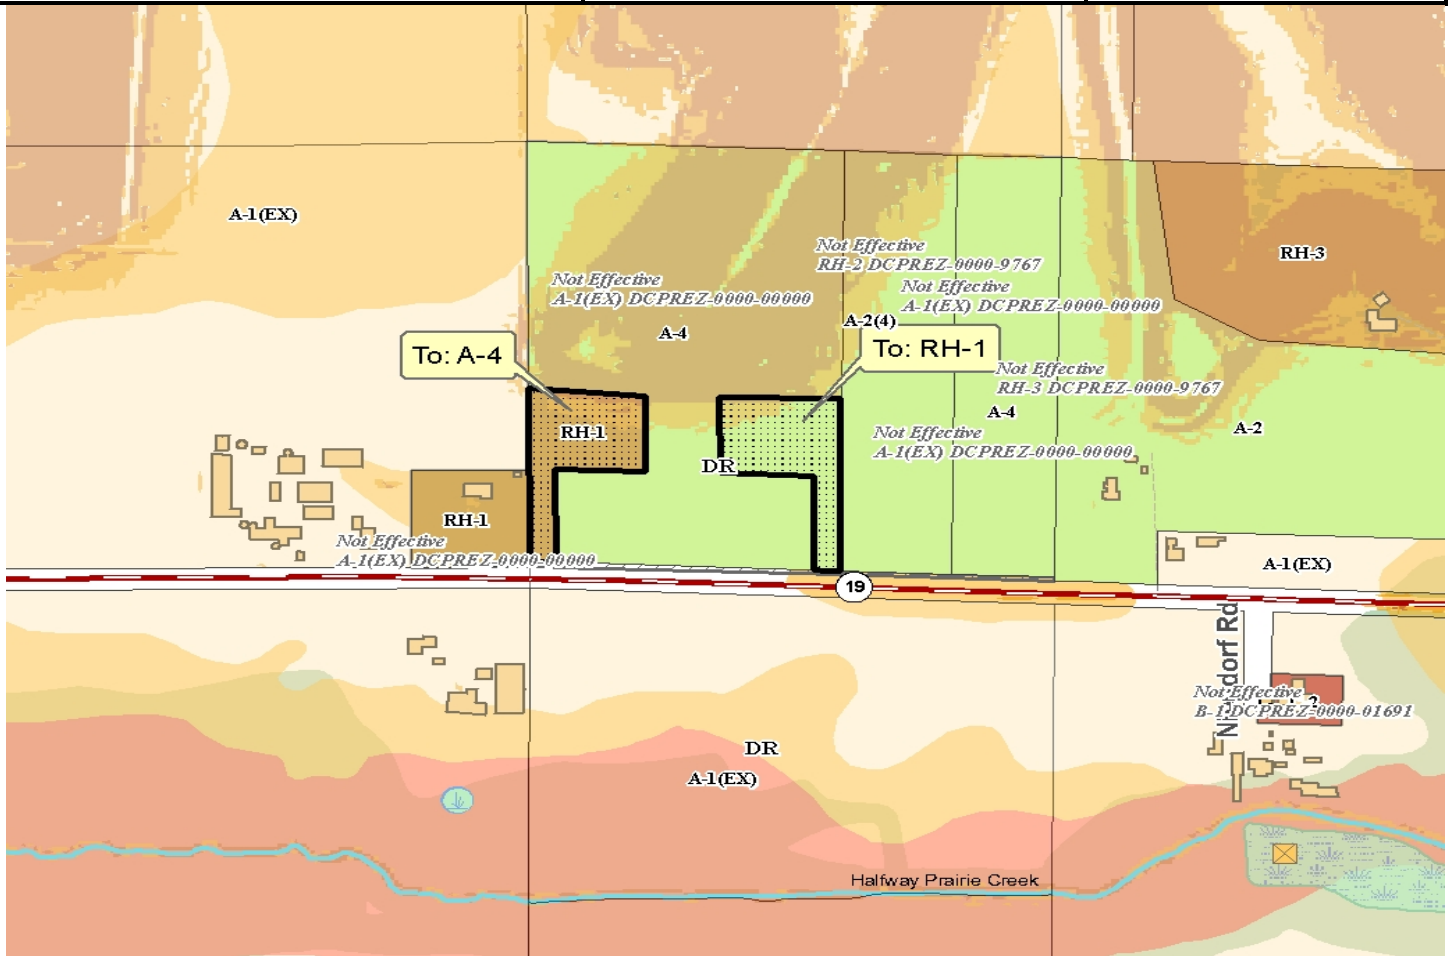 A-1(EX)
Not Effective
RH-2 DCPREZ-0000-9767
RH-3
Not Effective
A-1(EX) DCPREZ-0000-00000
Not Effective
A-1(EX) DCPREZ-0000-00000
A-4
A-2(4)
To: A-4
To: RH-1
Not Effective
RH-3 DCPREZ-0000-9767
A-4
A-2
RH-1
Not Effective
A-1(EX) DCPREZ-0000-00000
DR
RH-1
Not Effective
A-1(EX) DCPREZ-0000-00000
A-1(EX)
19
Rd
Not Effective
B-1 DCPREZ-0000-01691
DR
A-1(EX)
Halfway Prairie Creek